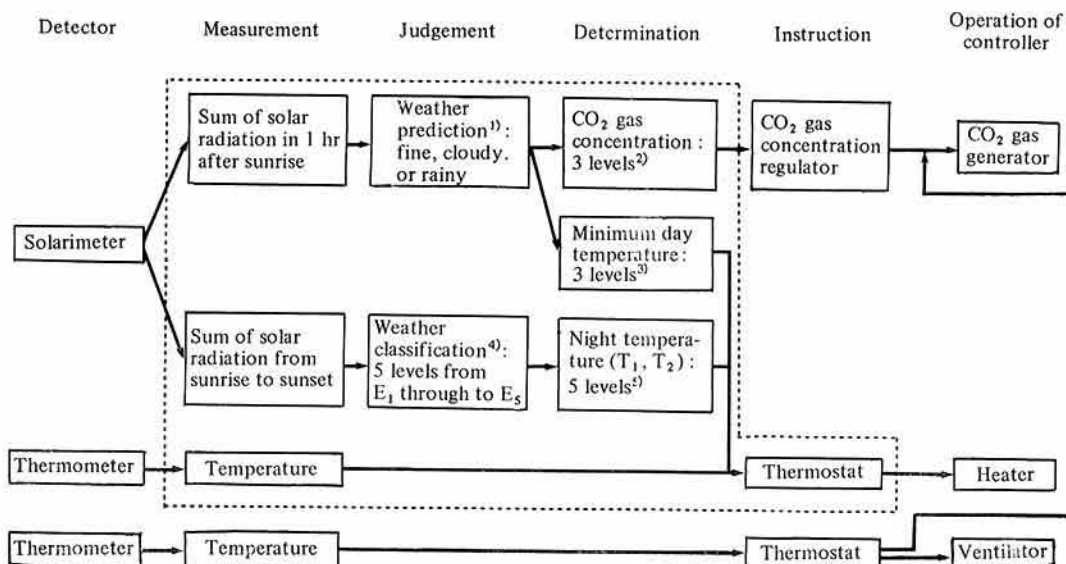 Detector Measurement Judgement Determination Instruction Operation of
controller
Sum of solar
radiation in 1 hr
after sunrise
Weather
prediction¹⁾:
fine, cloudy.
or rainy
CO₂ gas
concentration :
3 levels²⁾
CO₂ gas
concentration
regulator
CO₂ gas
generator
Solarimeter
Minimum day
temperature :
3 levels³⁾
Sum of solar
radiation from
sunrise to sunset
Weather
classification⁴⁾:
5 levels from
E₁ through to E₅
Night tempera-
ture (T₁, T₂) :
5 levels⁵⁾
Thermometer
Temperature
Thermostat
Heater
Thermometer
Temperature
Thermostat
Ventilator